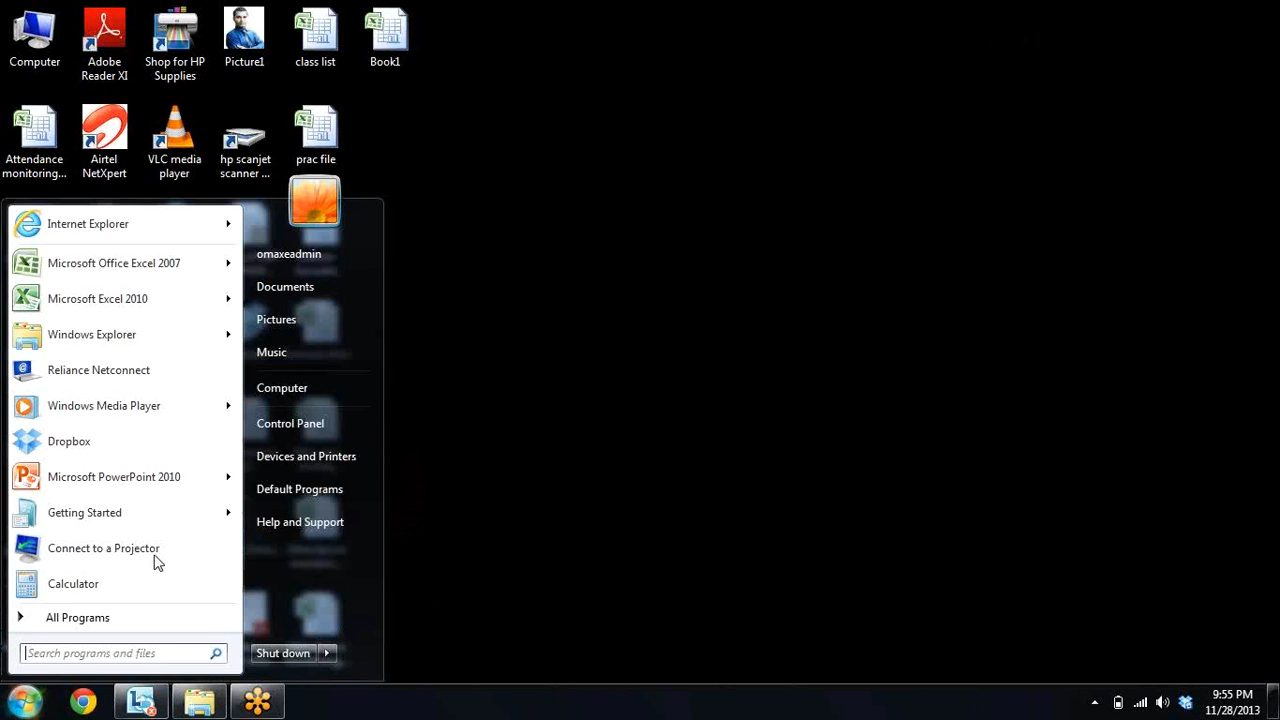 Computer
Adobe
Reader XI
Shop for HP
Supplies
Picture1
class list
Book1
Attendance
monitoring...
Airtel
NetXpert
VLC media
player
hp scanjet
scanner ...
prac file
Internet Explorer
Microsoft Office Excel 2007
Microsoft Excel 2010
Windows Explorer
Reliance Netconnect
Windows Media Player
Dropbox
Microsoft PowerPoint 2010
Getting Started
Connect to a Projector
Calculator
All Programs
Search programs and files
omaxeadmin
Documents
Pictures
Music
Computer
Control Panel
Devices and Printers
Default Programs
Help and Support
Shut down
9:55 PM
11/28/2013